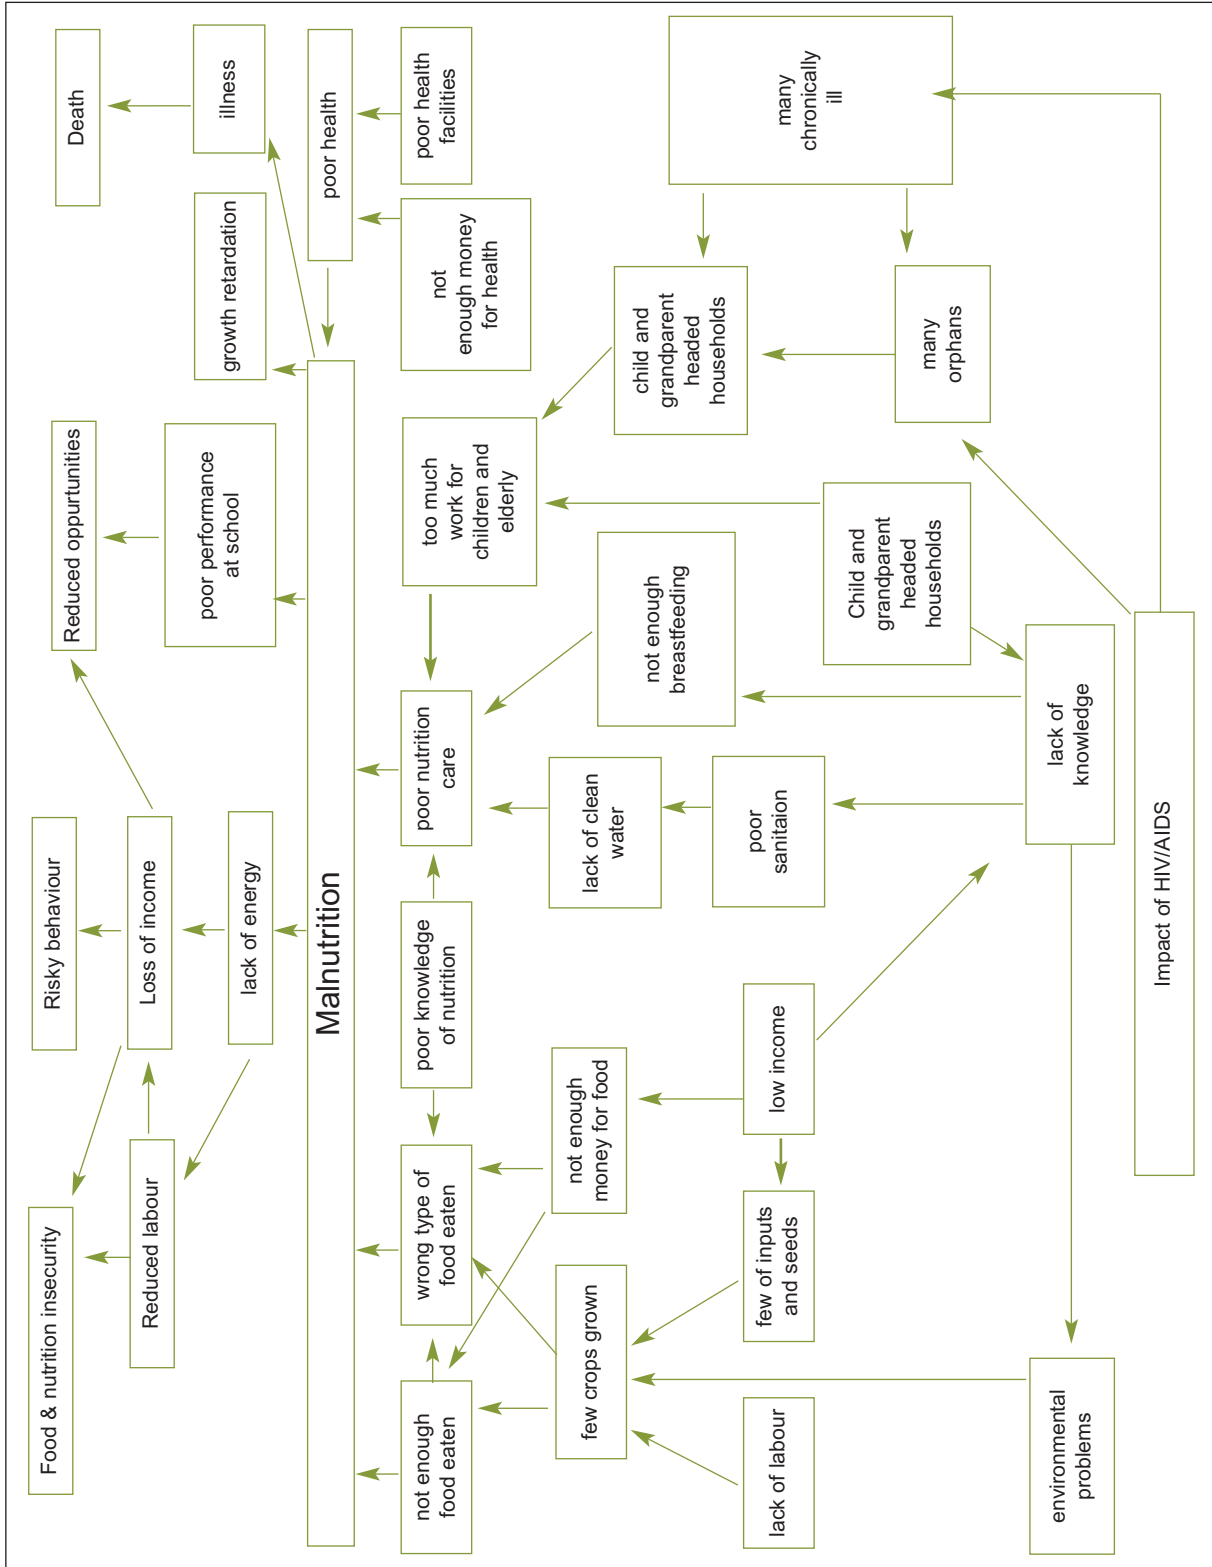 Food & nutrition insecurity
Risky behaviour
Reduced oppurtunities
Death
Reduced labour
Loss of income
poor performance
at school
growth retardation
illness
lack of energy
Malnutrition
poor health
not enough
food eaten
wrong type of
food eaten
poor knowledge
of nutrition
poor nutrition
care
too much
work for
children and
elderly
not
enough money
for health
poor health
facilities
few crops grown
not enough
money for food
lack of clean
water
not enough
breastfeeding
child and
grandparent
headed
households
many
chronically
ill
lack of labour
few of inputs
and seeds
low income
poor
sanitaion
Child and
grandparent
headed
households
many
orphans
environmental
problems
lack of
knowledge
Impact of HIV/AIDS